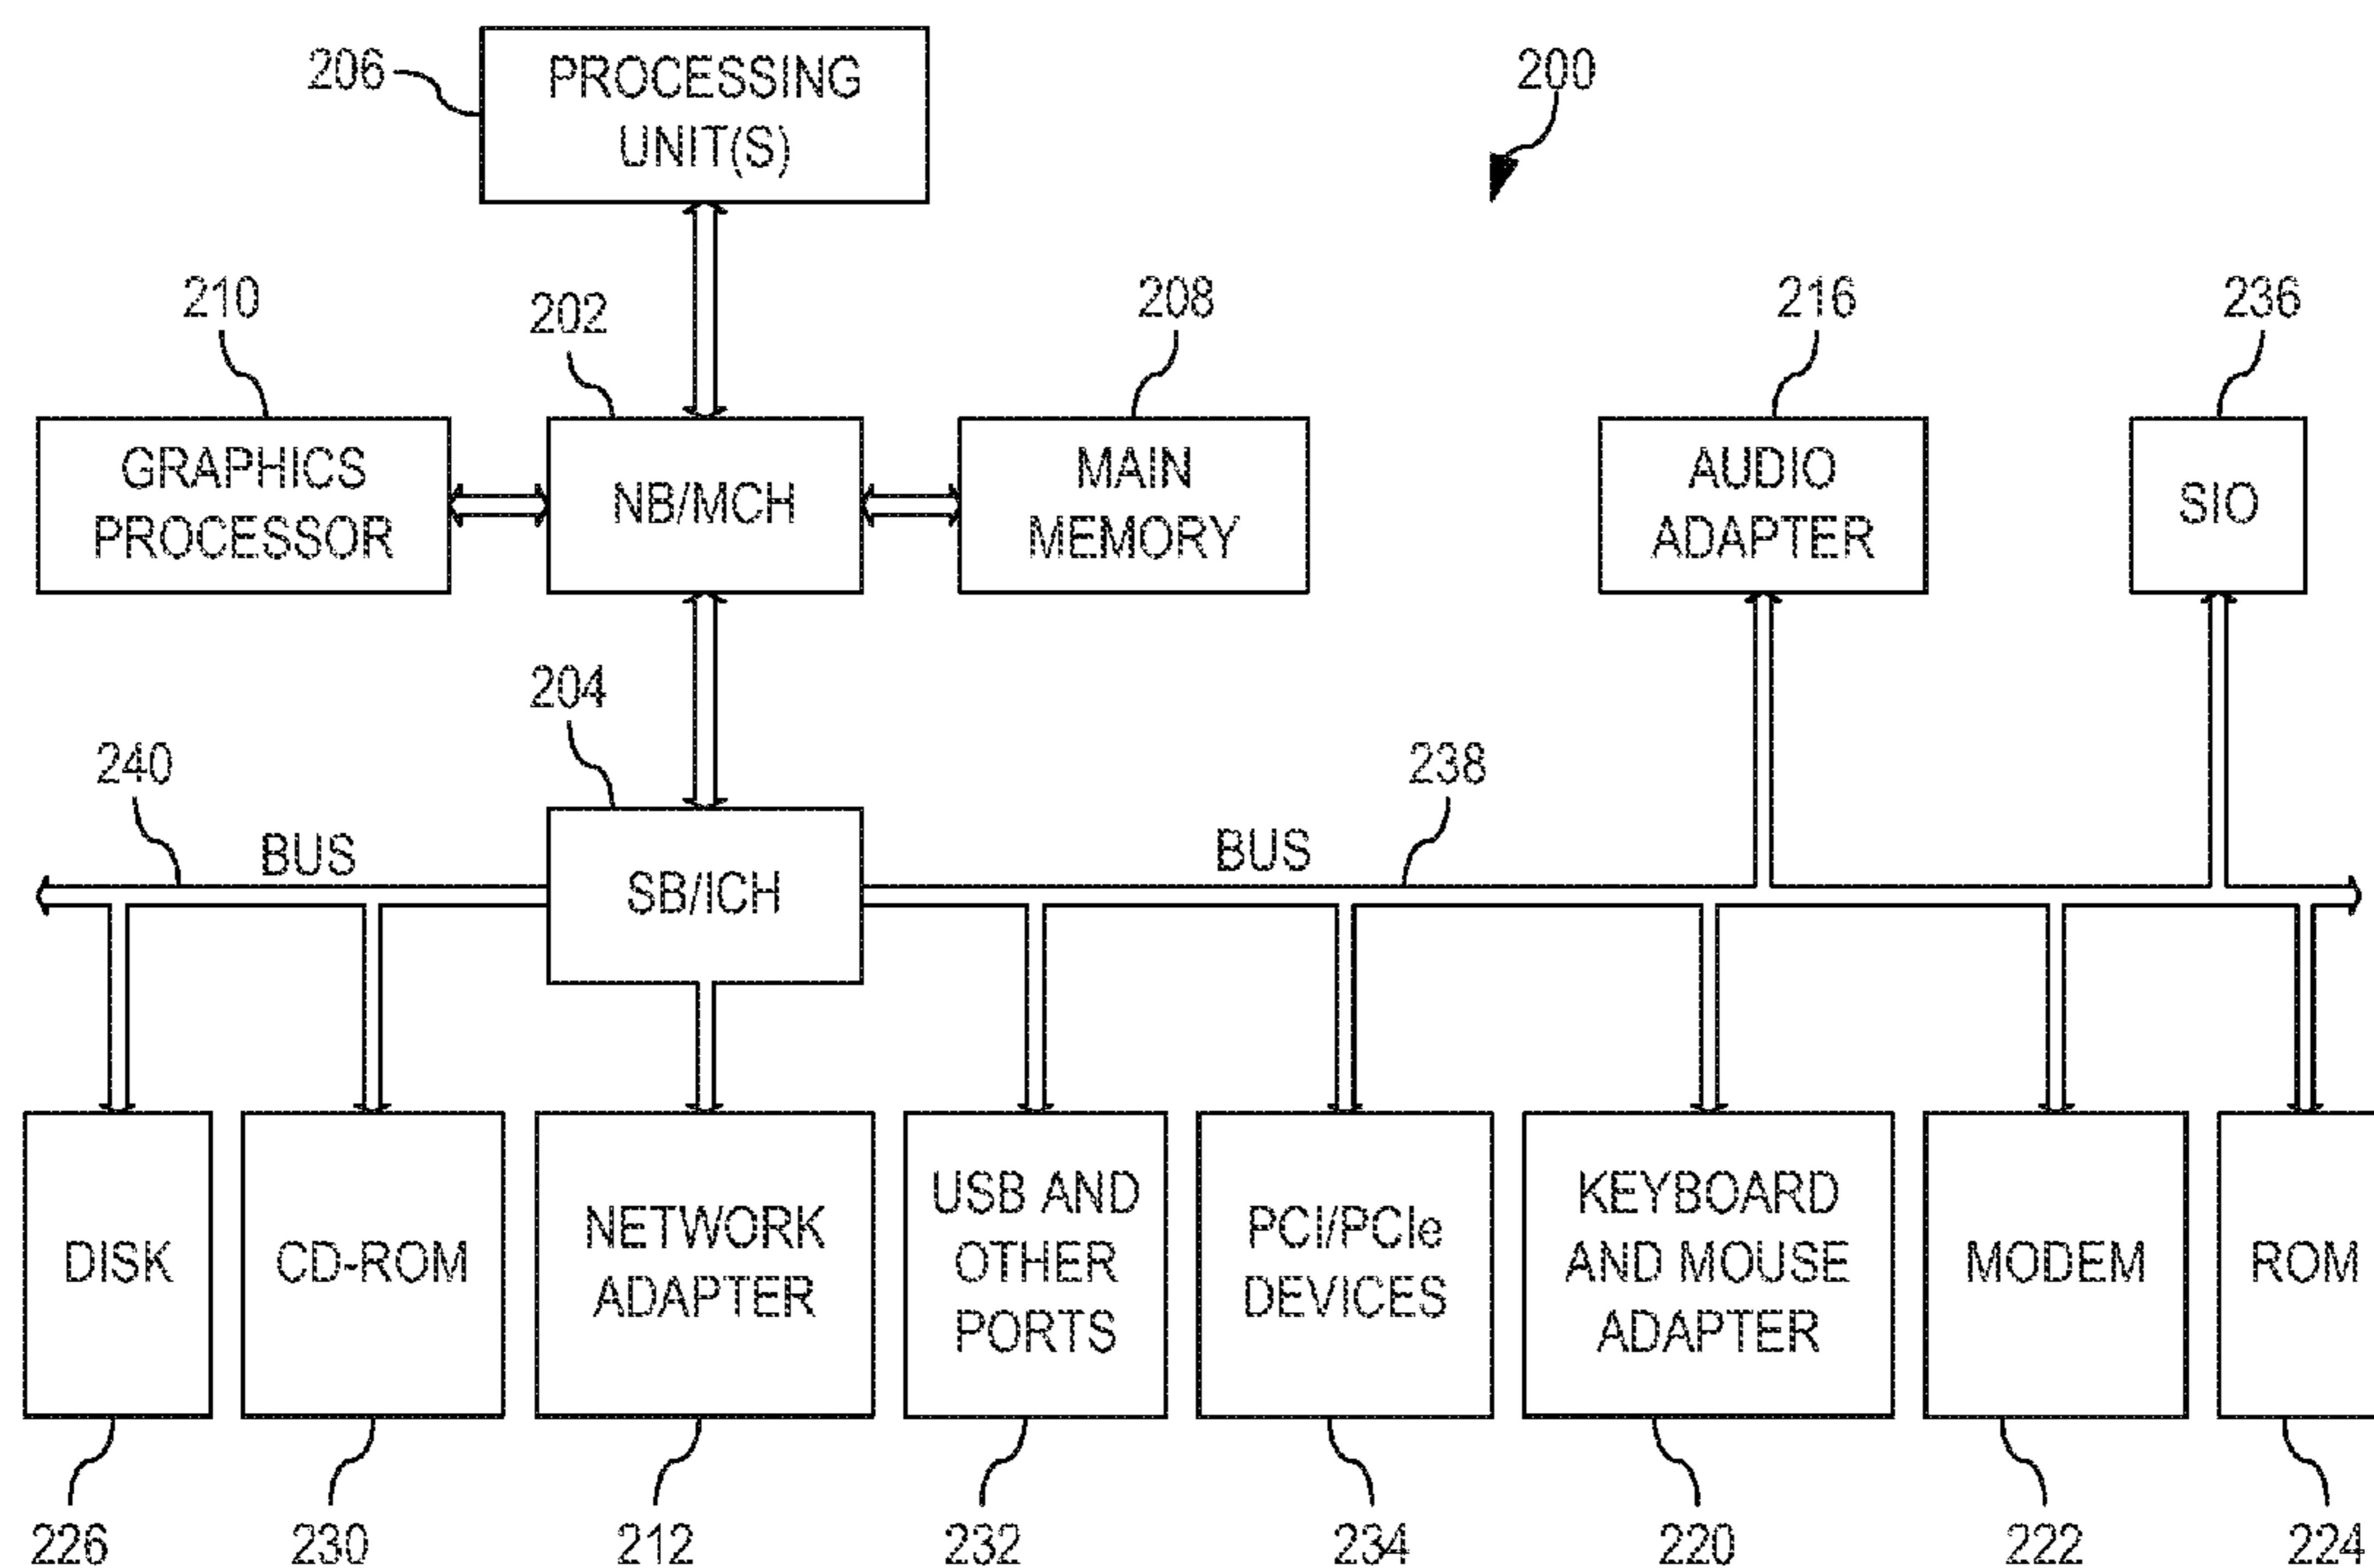 206
PROCESSING
UNIT(S)
200
210
202
208
216
236
GRAPHICS
PROCESSOR
NB/MCH
MAIN
MEMORY
AUDIO
ADAPTER
SIO
204
240
238
BUS
BUS
SB/ICH
DISK
CD-ROM
NETWORK
ADAPTER
USB AND
OTHER
PORTS
PCI/PCIe
DEVICES
KEYBOARD
AND MOUSE
ADAPTER
MODEM
ROM
226
230
212
232
234
220
222
224